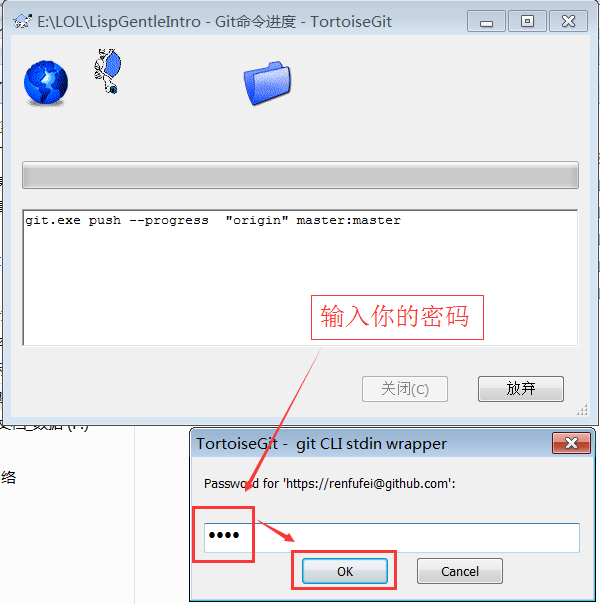 E:\LOL\LispGentleIntro - Git命令进度 - TortoiseGit
git.exe push --progress  "origin" master:master
输入你的密码
关闭(C)
放弃
络
TortoiseGit -  git CLI stdin wrapper
Password for 'https://renfufei@github.com':
••••
OK
Cancel